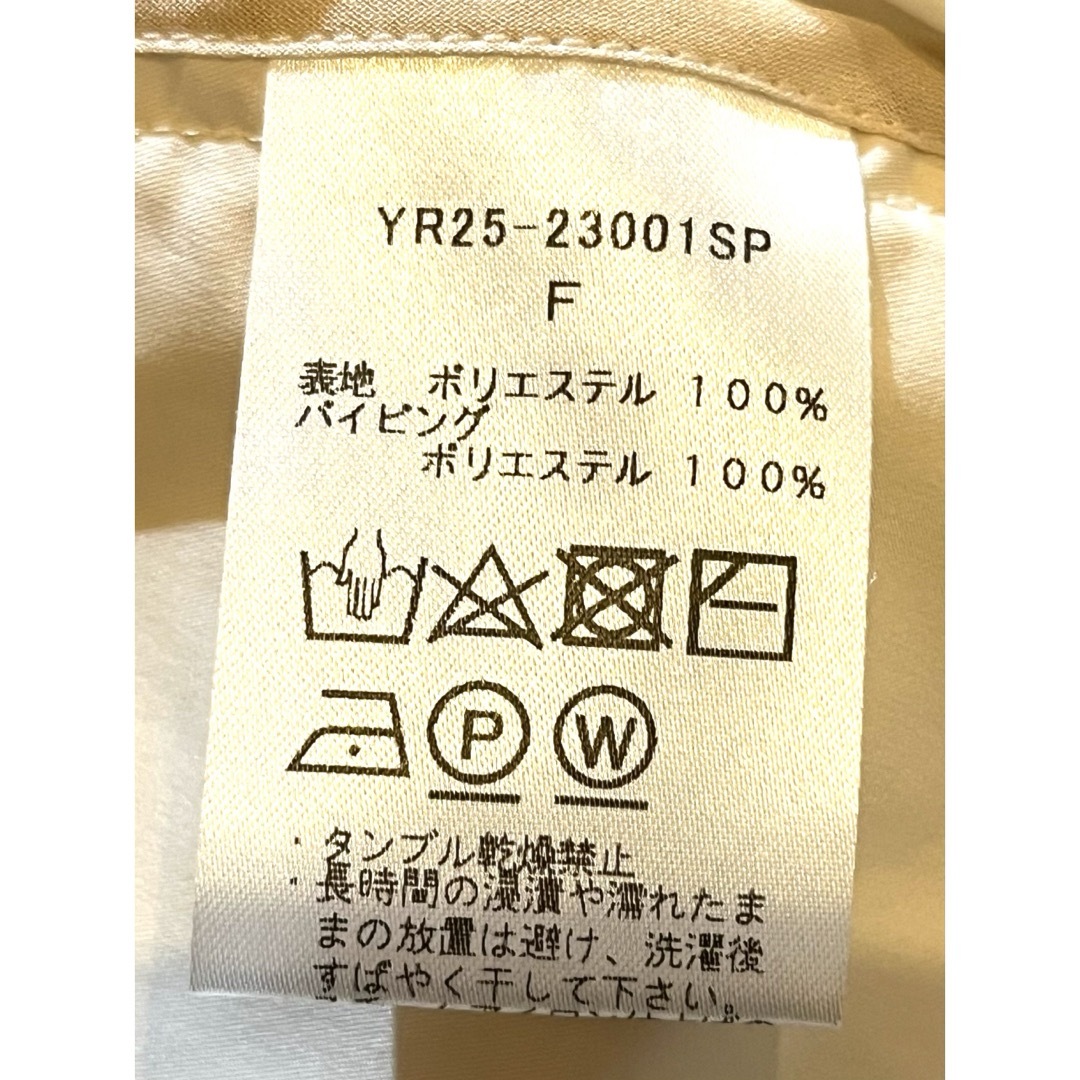 YR25-23001SP
F
表地 ポリエステル 100%
パイピング
ポリエステル 100%
P W
・タンブル乾燥禁止
・長時間の浸漬や濡れたま
まの放置は避け、洗濯後
すばやく干して下さい。